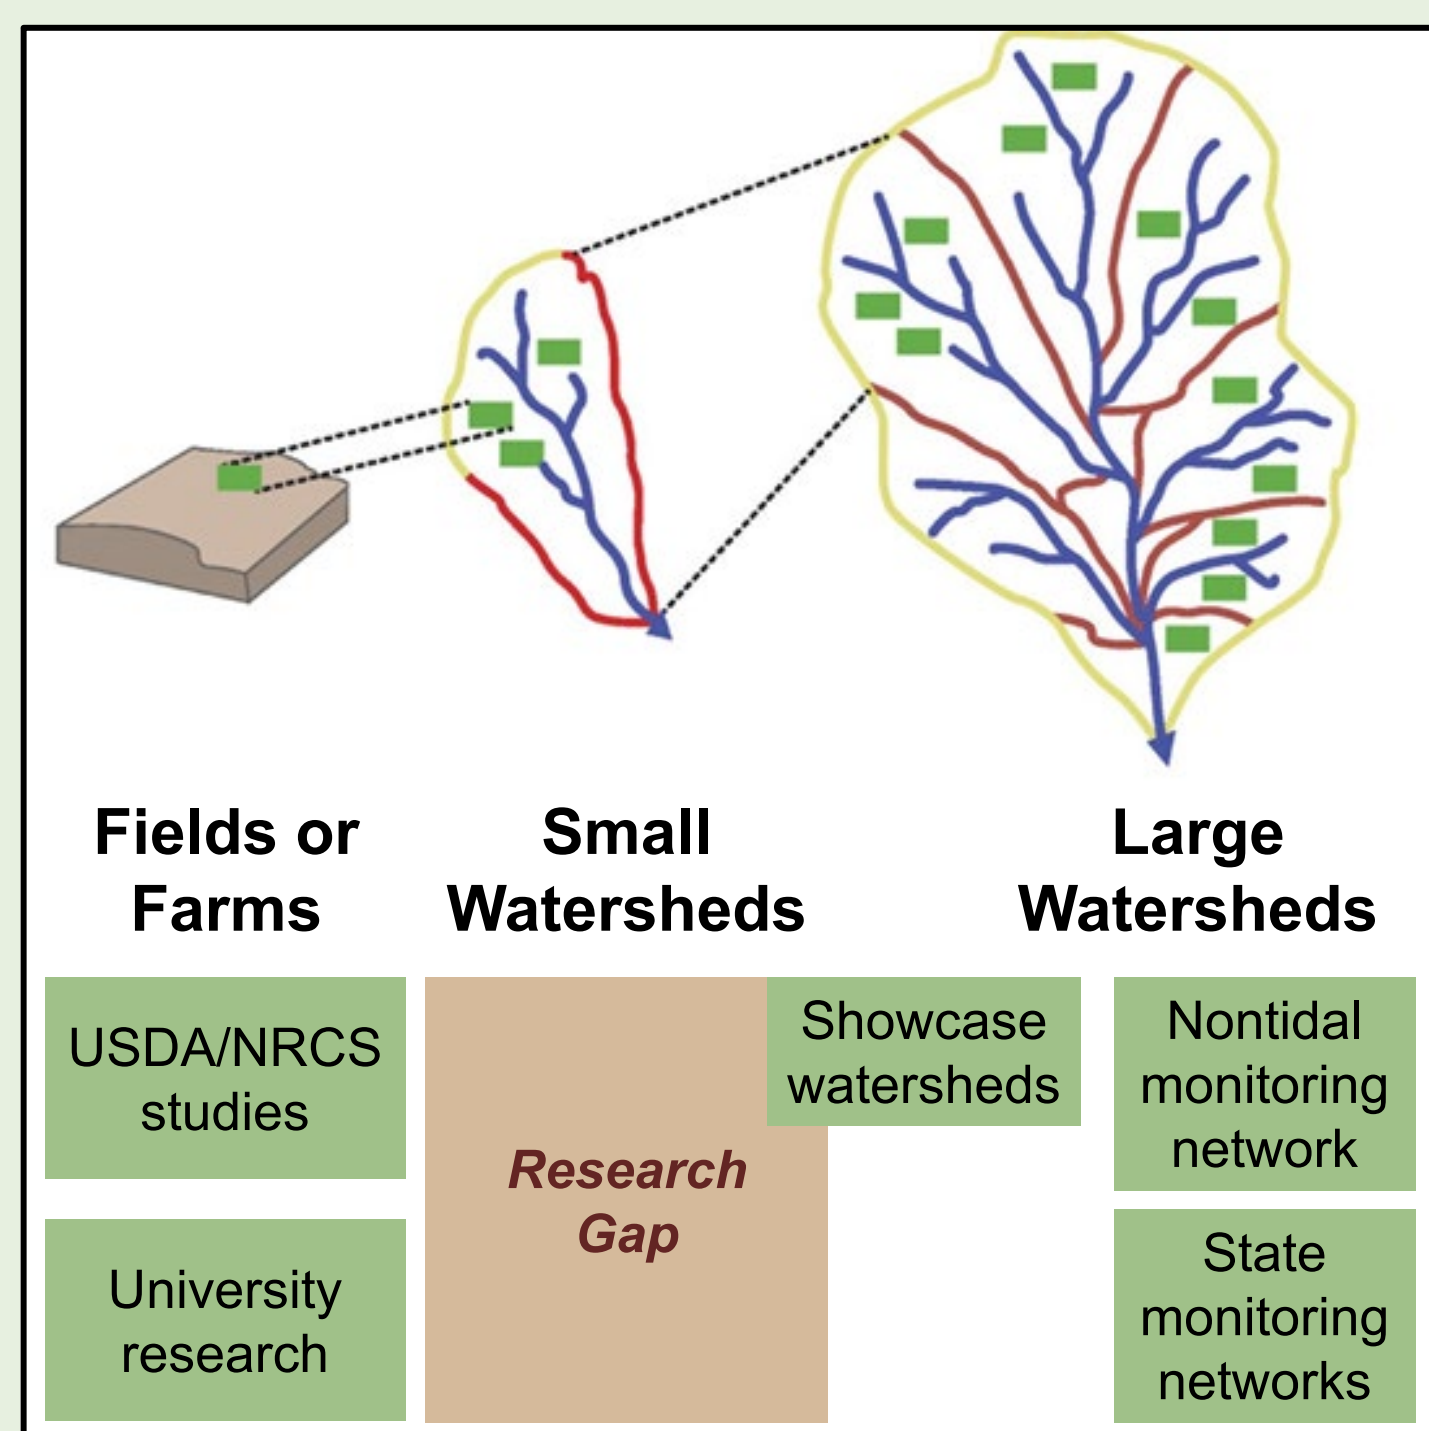 Fields or
Farms
Small
Watersheds
Large
Watersheds
USDA/NRCS
studies
University
research
Research
Gap
Showcase
watersheds
Nontidal
monitoring
network
State
monitoring
networks